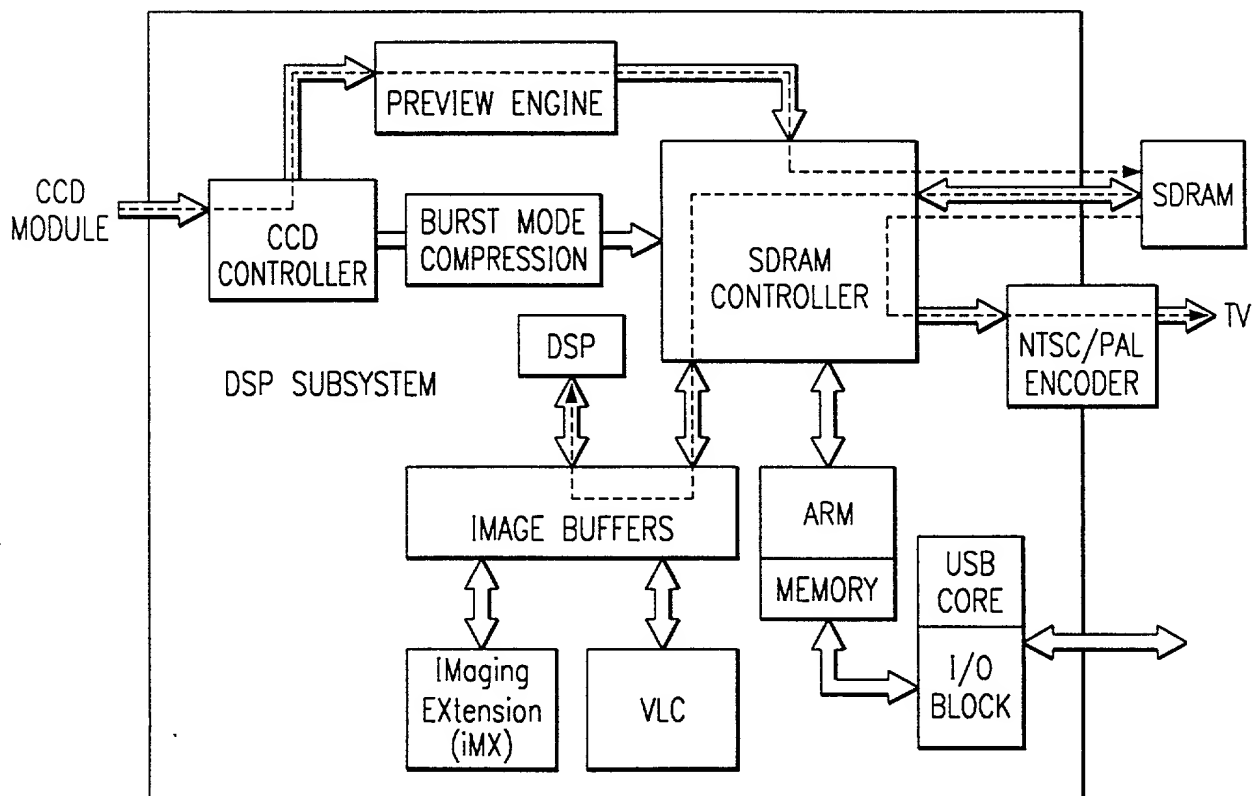 PREVIEW ENGINE
CCD
MODULE
CCD
CONTROLLER
BURST MODE
COMPRESSION
SDRAM
CONTROLLER
SDRAM
NTSC/PAL
ENCODER
TV
DSP
DSP SUBSYSTEM
IMAGE BUFFERS
ARM
MEMORY
USB
CORE
I/O
BLOCK
IMaging
EXtension
(iMX)
VLC